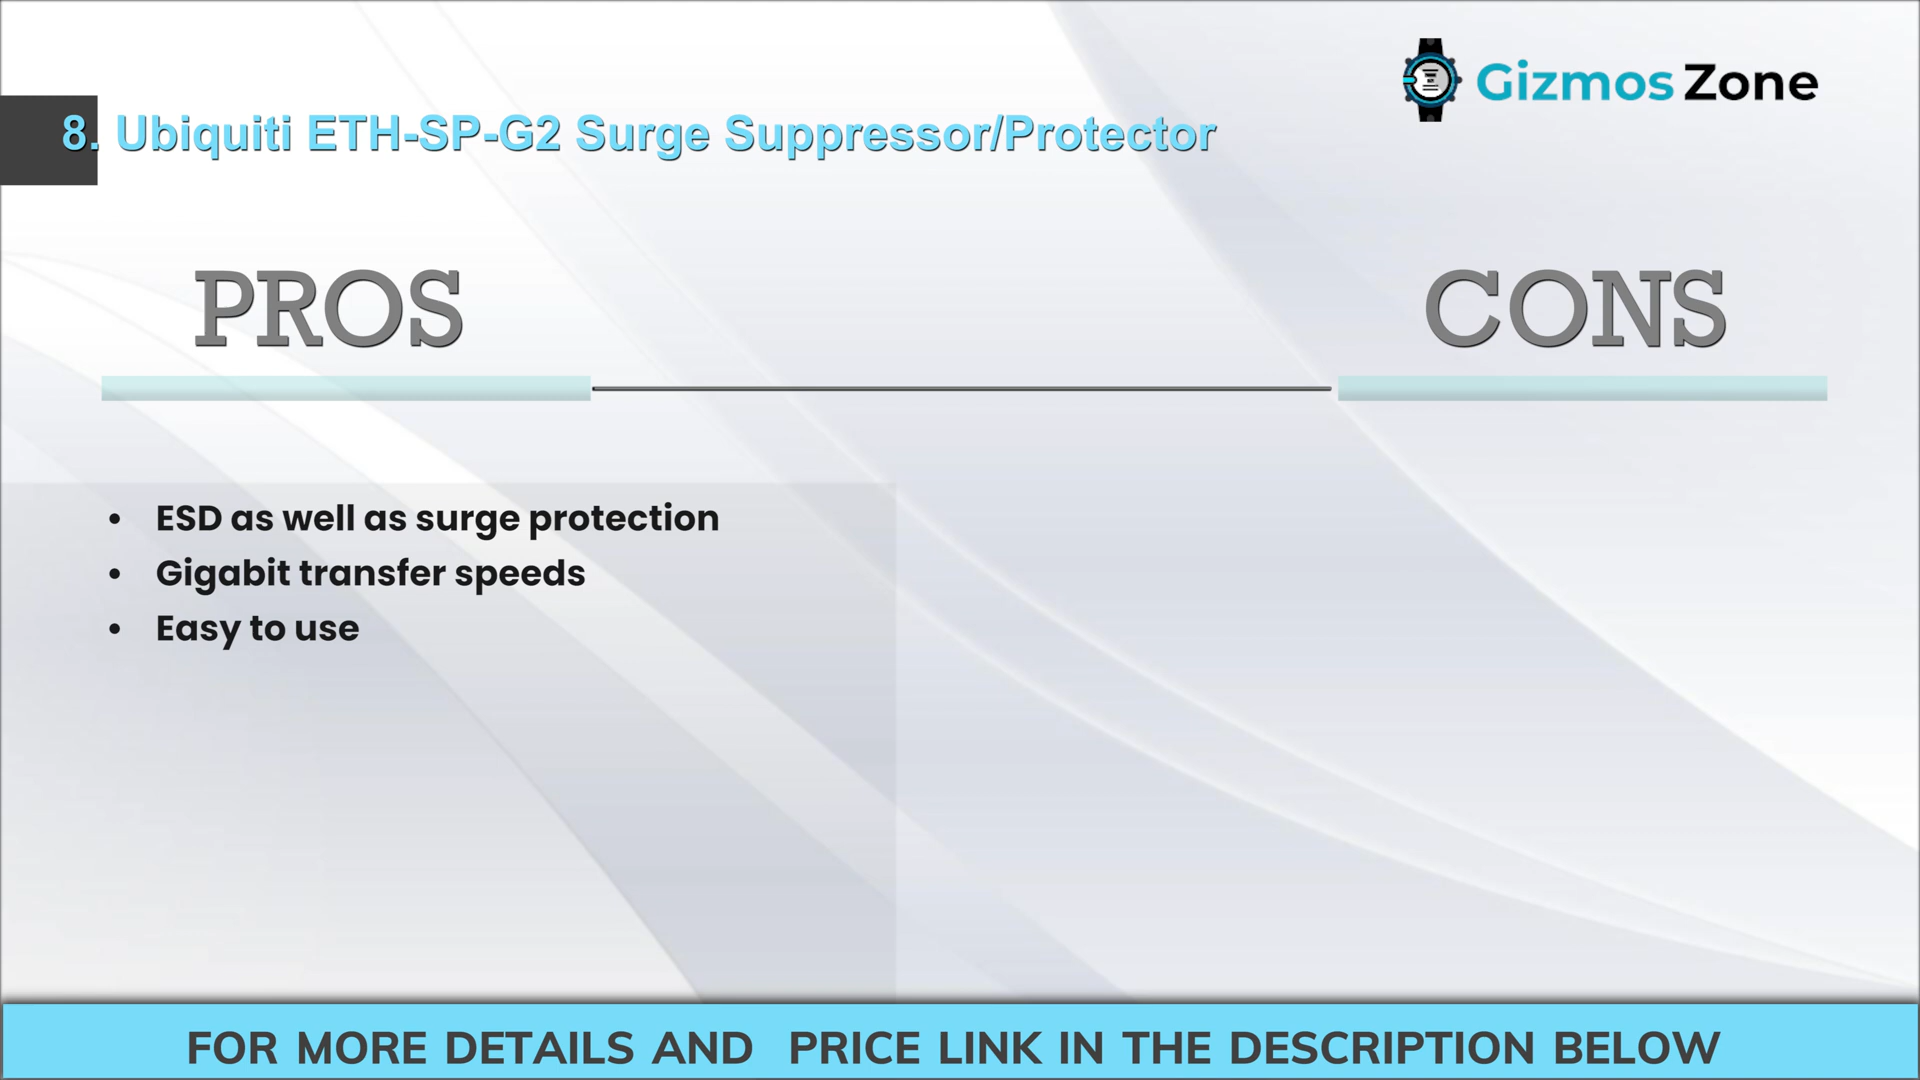 Gizmos Zone
8. Ubiquiti ETH-SP-G2 Surge Suppressor/Protector
PROS
CONS
• ESD as well as surge protection
• Gigabit transfer speeds
• Easy to use
FOR MORE DETAILS AND PRICE LINK IN THE DESCRIPTION BELOW